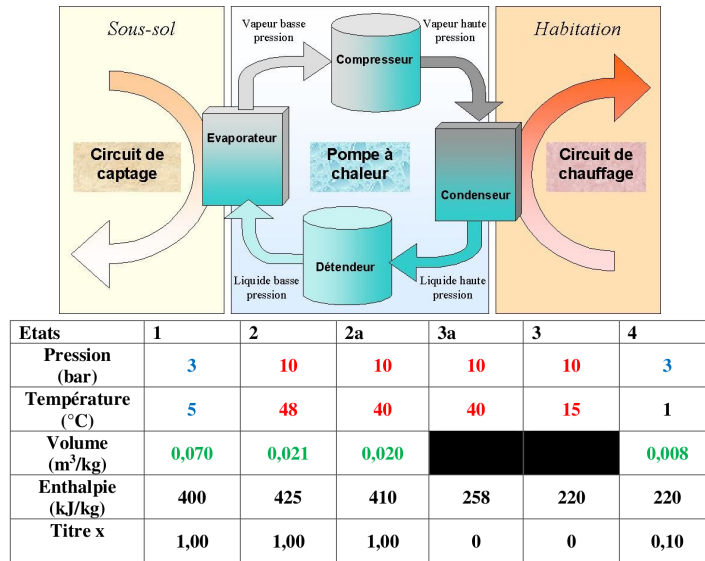 Sous-sol
Vapeur basse
pression
Vapeur haute
pression
Habitation
Compresseur
Evaporateur
Circuit de
captage
Pompe à
chaleur
Circuit de
chauffage
Condenseur
Détendeur
Liquide basse
pression
Liquide haute
pression
Etats 1 2 2a 3a 3 4
Pression
(bar) 3 10 10 10 10 3
Température
(°C) 5 48 40 40 15 1
Volume
(m³/kg) 0,070 0,021 0,020 0,008
Enthalpie
(kJ/kg) 400 425 410 258 220 220
Titre x
1,00 1,00 1,00 0 0 0,10